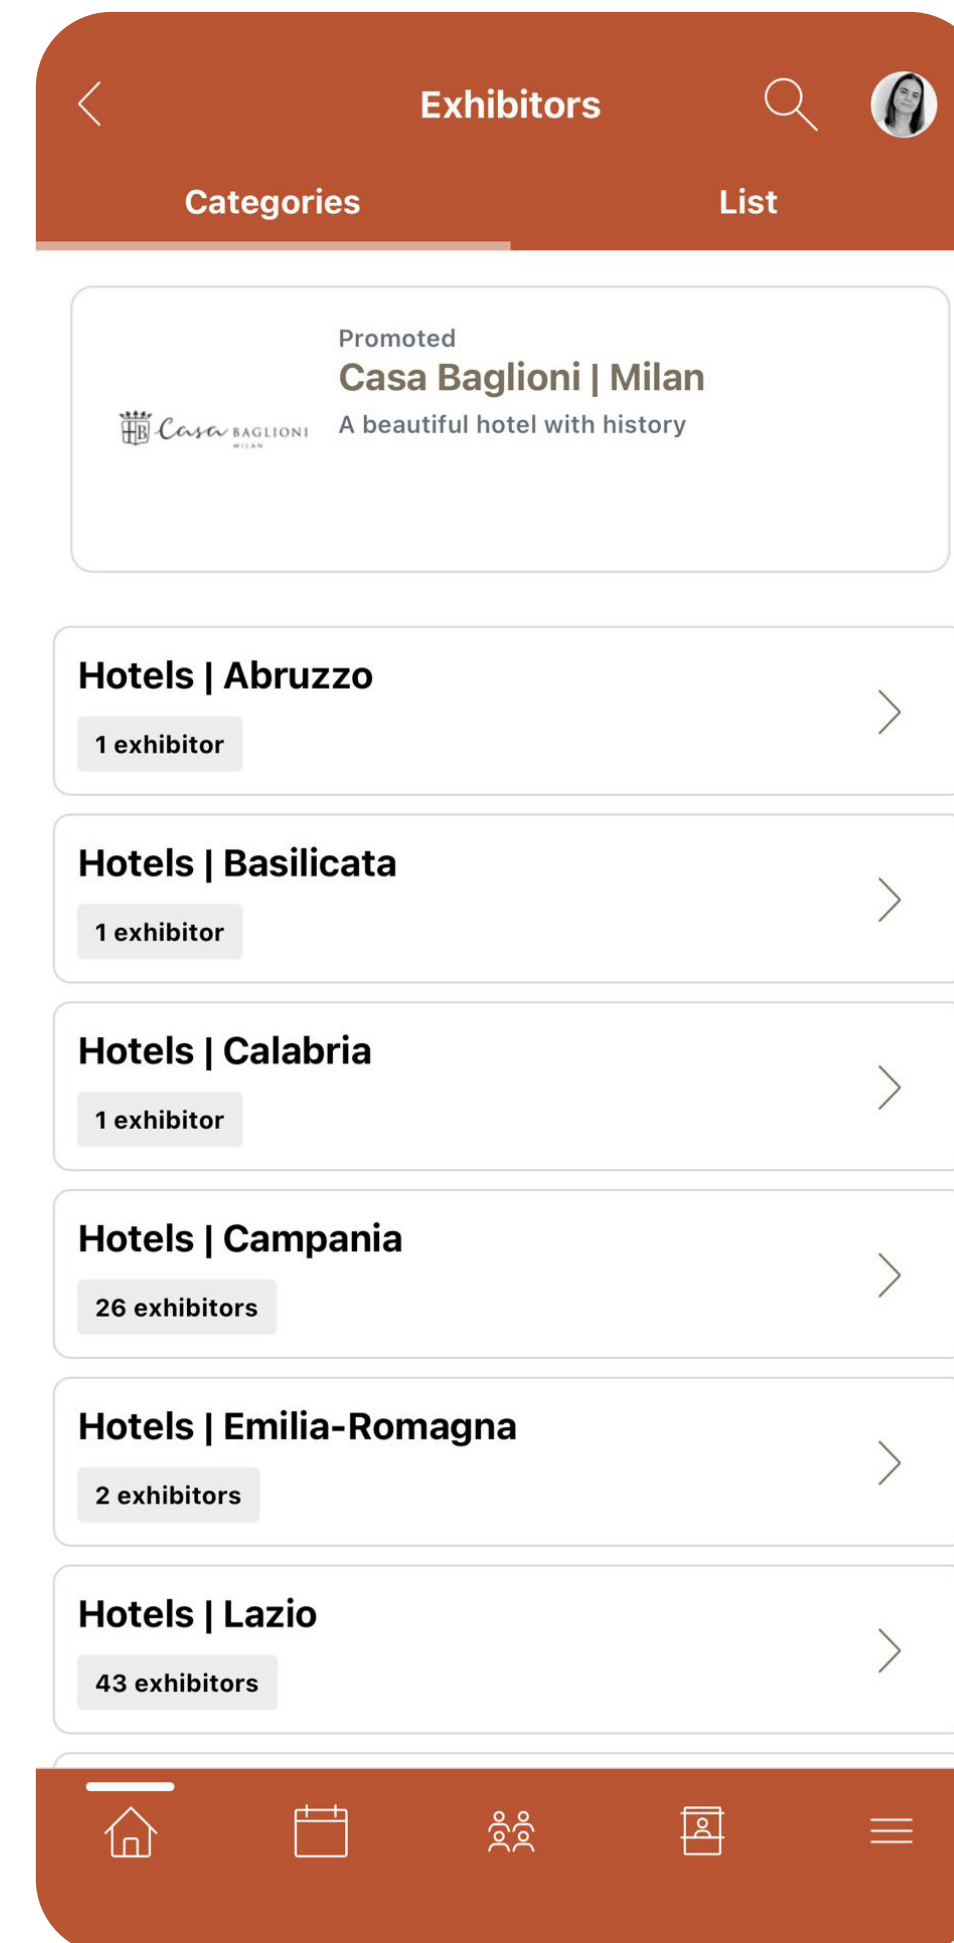 Exhibitors
Categories
List
Promoted
Casa Baglioni | Milan
A beautiful hotel with history
HB Casa BAGLIONI
MILAN
Hotels | Abruzzo
1 exhibitor
Hotels | Basilicata
1 exhibitor
Hotels | Calabria
1 exhibitor
Hotels | Campania
26 exhibitors
Hotels | Emilia-Romagna
2 exhibitors
Hotels | Lazio
43 exhibitors